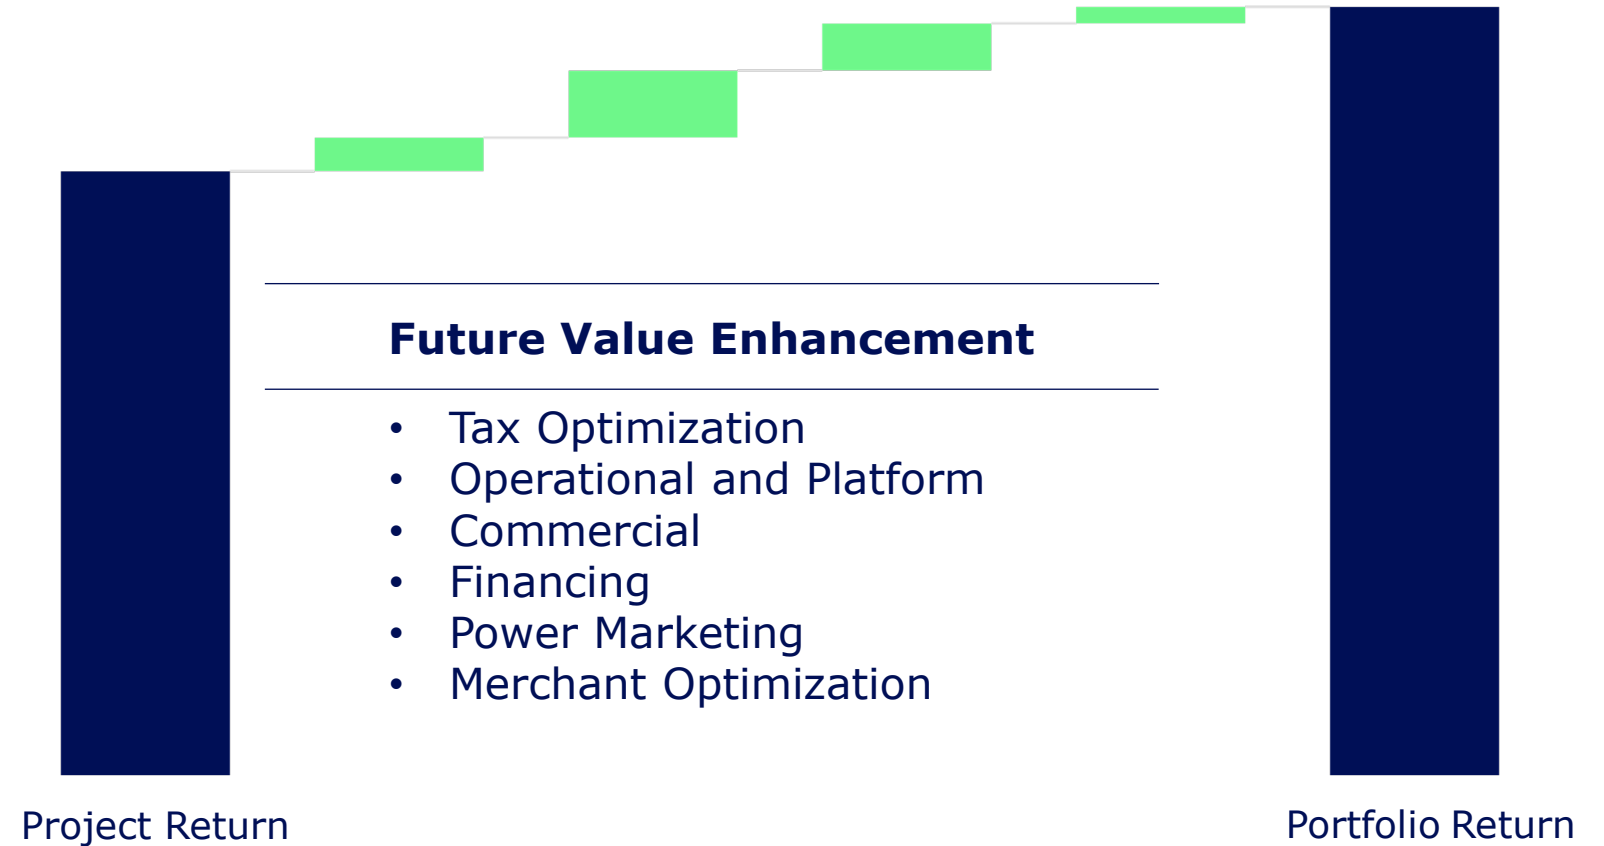 Future Value Enhancement
• Tax Optimization
• Operational and Platform
• Commercial
• Financing
• Power Marketing
• Merchant Optimization
Project Return
Portfolio Return